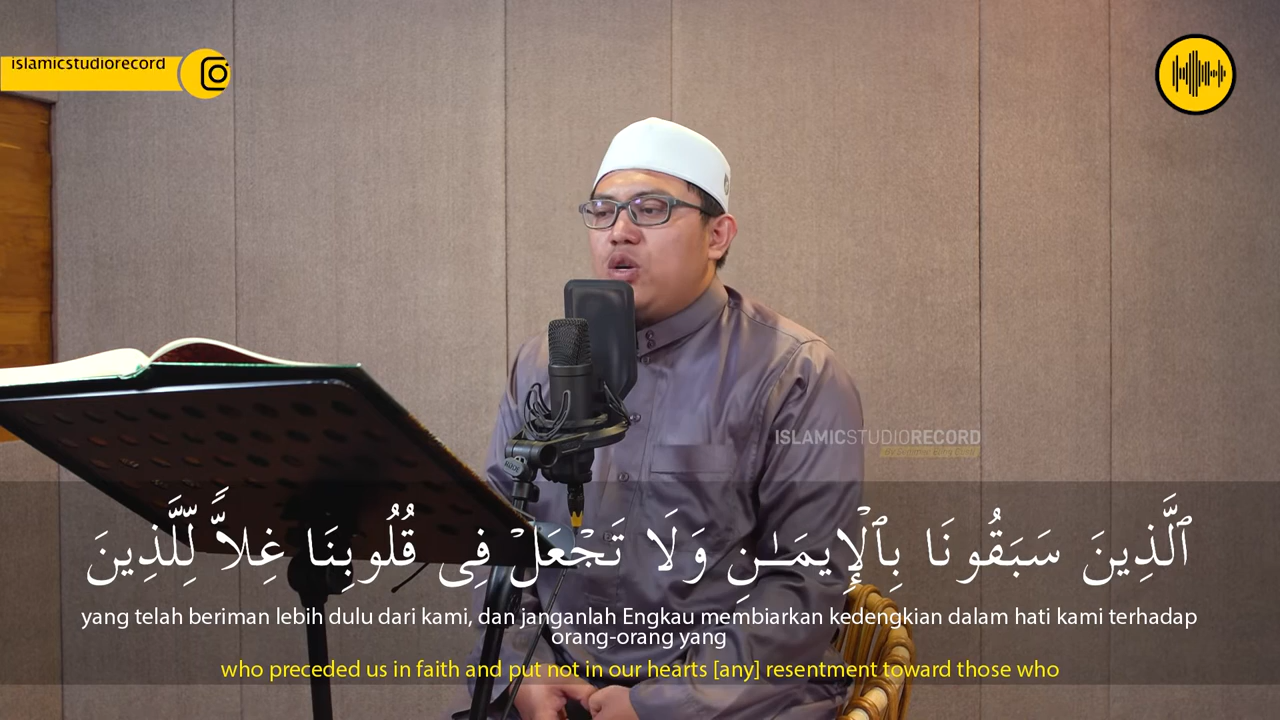 islamicstudiorecord
ISLAMICSTUDIORECORD
ٱلَّذِينَ سَبَقُونَا بِٱلْإِيمَـٰنِ وَلَا تَجْعَلْ فِى قُلُوبِنَا غِلاًّ لِّلَّذِينَ
yang telah beriman lebih dulu dari kami, dan janganlah Engkau membiarkan kedengkian dalam hati kami terhadap
orang-orang yang
who preceded us in faith and put not in our hearts [any] resentment toward those who